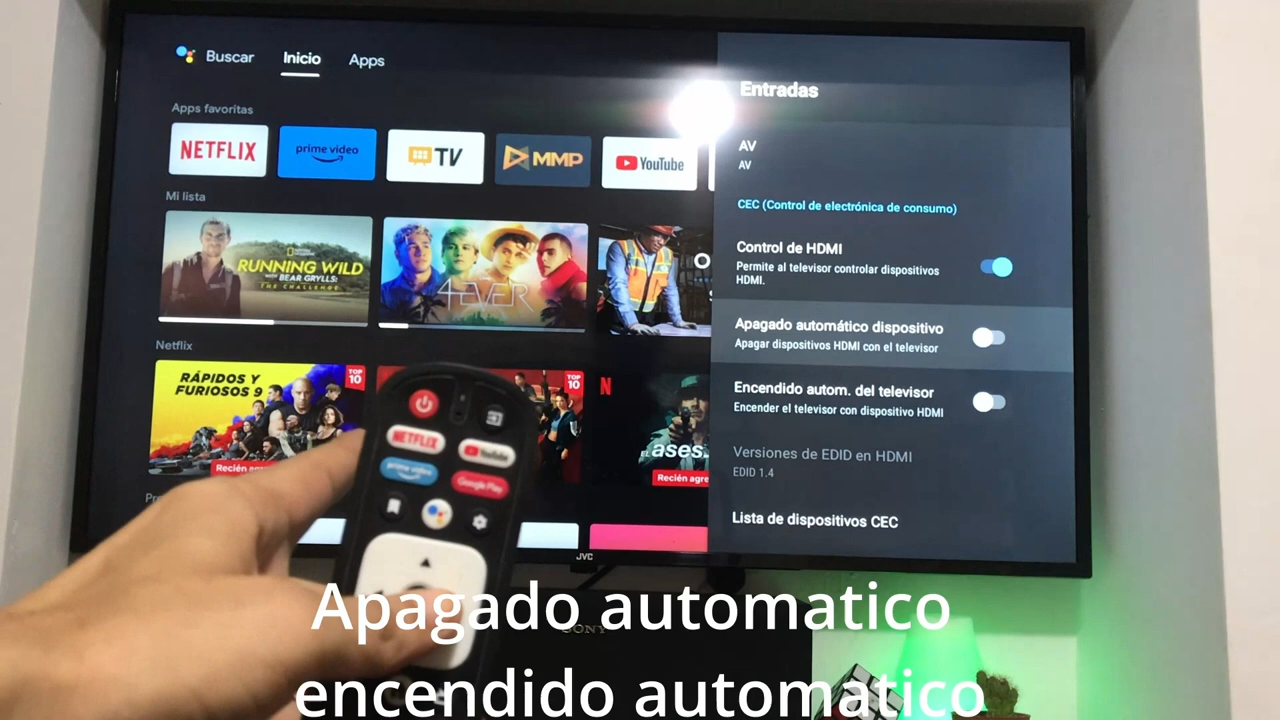 Buscar
Inicio
Apps
Apps favoritas
NETFLIX
prime video
TV
MMP
YouTube
Mi lista
NATIONAL GEOGRAPHIC
RUNNING WILD
WITH BEAR GRYLLS:
THE CHALLENGE
4EVER
O
Netflix
RÁPIDOS Y
FURIOSOS 9
TOP
10
Recién
TOP
10
N
ASES.
Recién agre
Entradas
AV
AV
CEC (Control de electrónica de consumo)
Control de HDMI
Permite al televisor controlar dispositivos
HDMI.
Apagado automático dispositivo
Apagar dispositivos HDMI con el televisor
Encendido autom. del televisor
Encender el televisor con dispositivo HDMI
Versiones de EDID en HDMI
EDID 1.4
Lista de dispositivos CEC
JVC
NETFLIX
YouTube
prime video
Google Play
SONY
Apagado automatico
encendido automatico